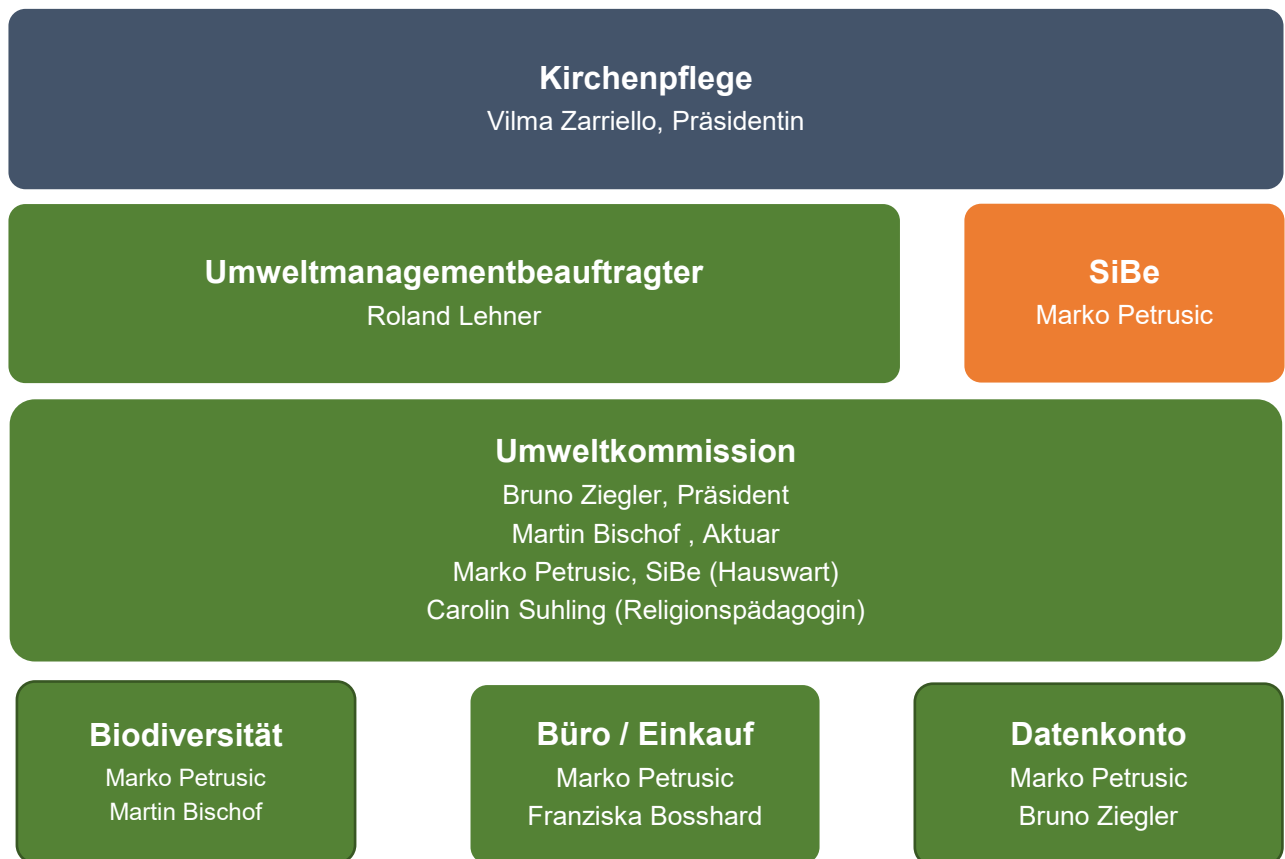 Kirchenpflege
Vilma Zarriello, Präsidentin
Umweltmanagementbeauftragter
Roland Lehner
SiBe
Marko Petrusic
Umweltkommission
Bruno Ziegler, Präsident
Martin Bischof , Aktuar
Marko Petrusic, SiBe (Hauswart)
Carolin Suhling (Religionspädagogin)
Biodiversität
Marko Petrusic
Martin Bischof
Büro / Einkauf
Marko Petrusic
Franziska Bosshard
Datenkonto
Marko Petrusic
Bruno Ziegler